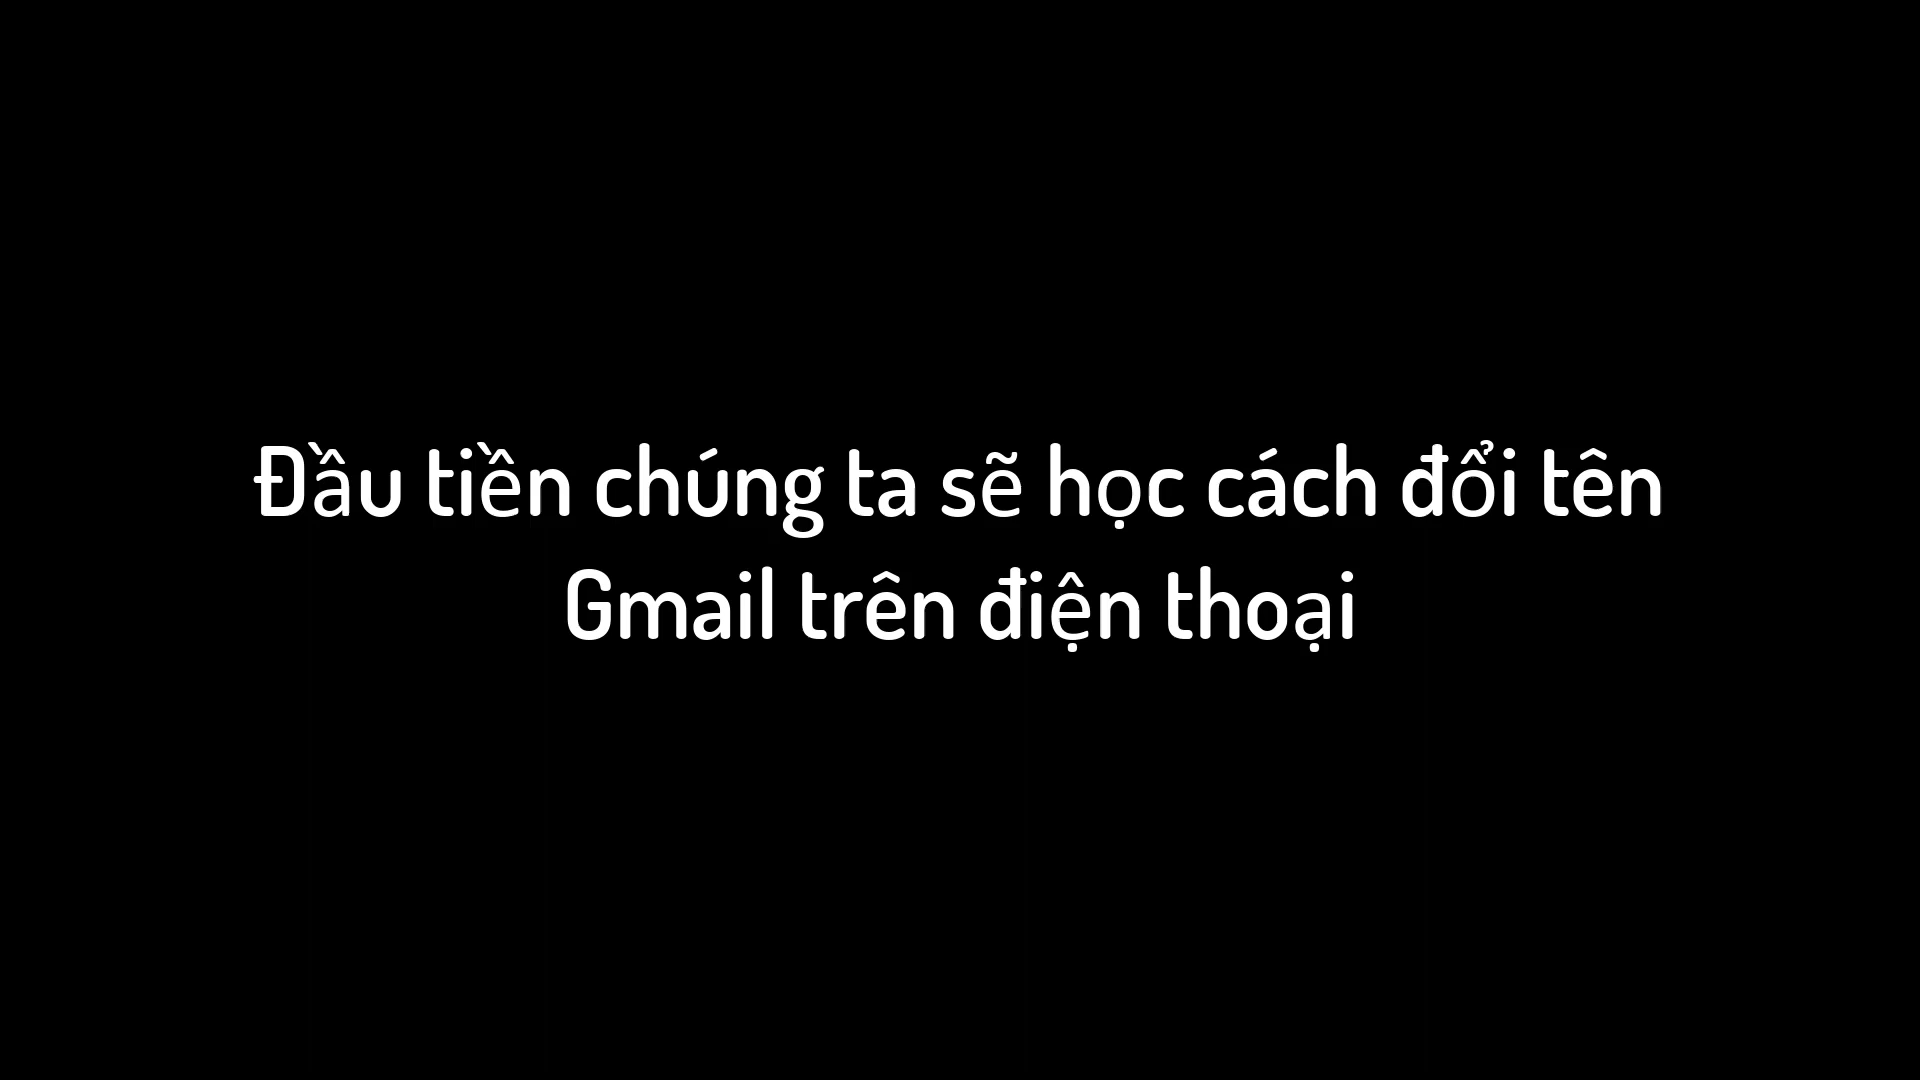 Đầu tiền chúng ta sẽ học cách đổi tên
Gmail trên điện thoại